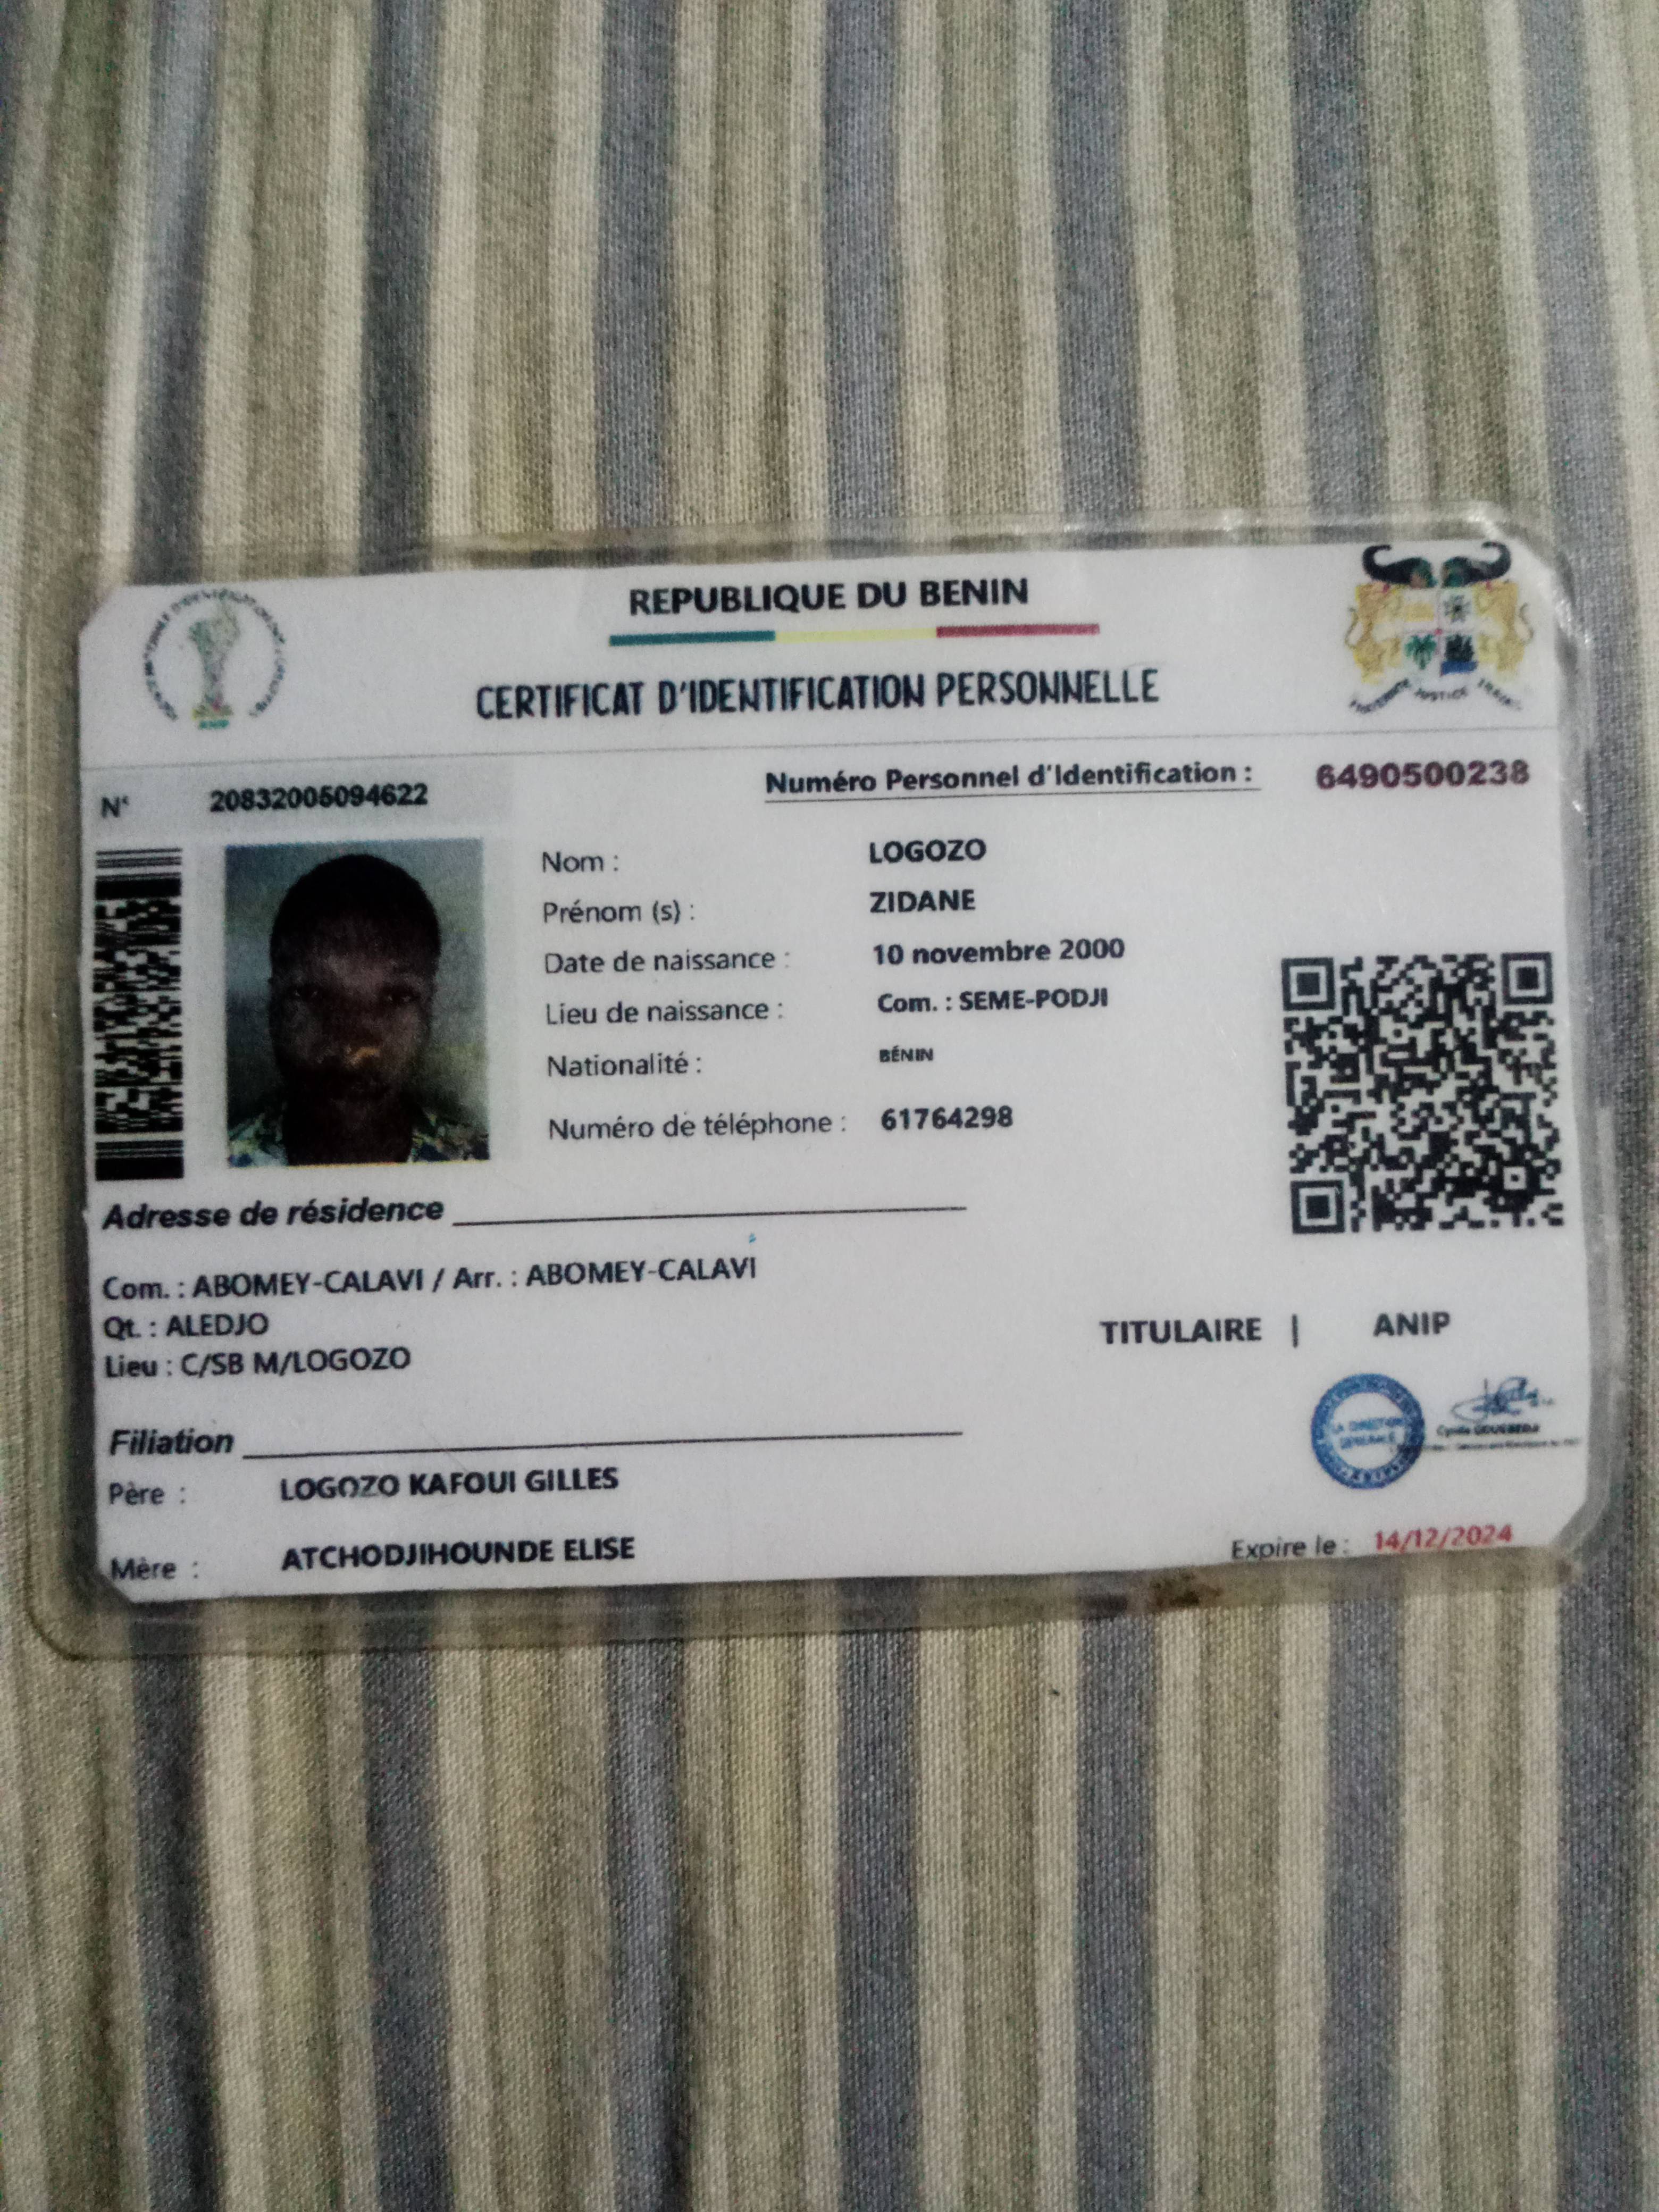 REPUBLIQUE DU BENIN
CERTIFICAT D'IDENTIFICATION PERSONNELLE
N° 20832005094622
Numéro Personnel d'Identification : 6490500238
Nom : LOGOZO
Prénom (s) : ZIDANE
Date de naissance : 10 novembre 2000
Lieu de naissance : Com. : SEME-PODJI
Nationalité : BÉNIN
Numéro de téléphone : 61764298
Adresse de résidence
Com. : ABOMEY-CALAVI / Arr. : ABOMEY-CALAVI
Qt. : ALEDJO
Lieu : C/SB M/LOGOZO
TITULAIRE | ANIP
Filiation
Père : LOGOZO KAFOUI GILLES
Mère : ATCHODJIHOUNDE ELISE
Expire le : 14/12/2024